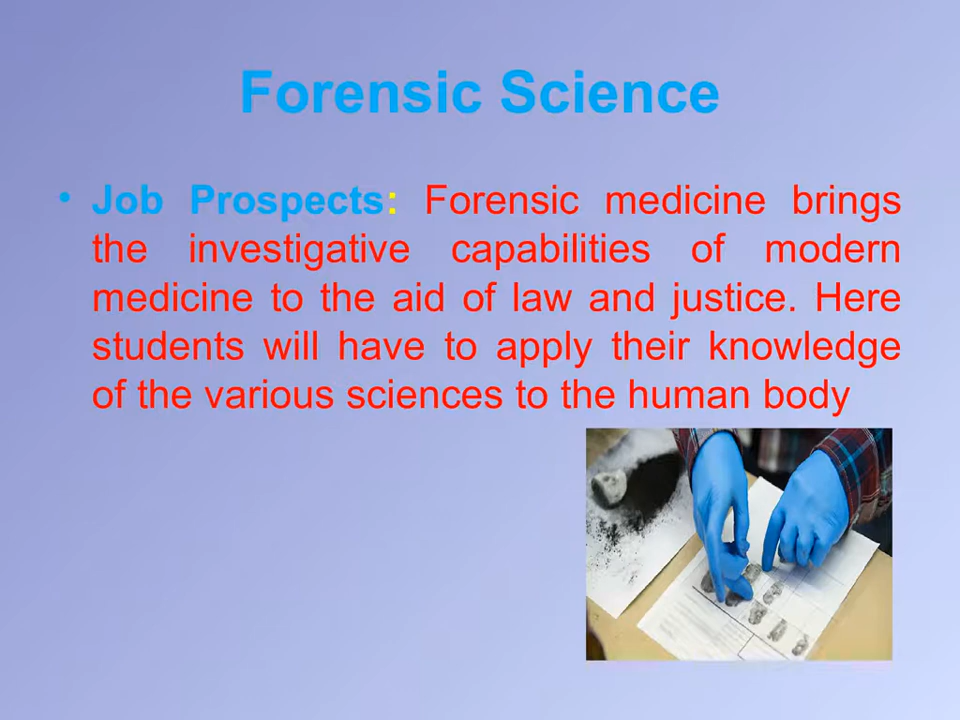 Forensic Science
• Job Prospects: Forensic medicine brings
the investigative capabilities of modern
medicine to the aid of law and justice. Here
students will have to apply their knowledge
of the various sciences to the human body